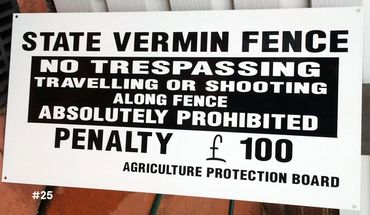 STATE VERMIN FENCE
NO TRESPASSING
TRAVELLING OR SHOOTING
ALONG FENCE
ABSOLUTELY PROHIBITED
PENALTY £ 100
AGRICULTURE PROTECTION BOARD
#25